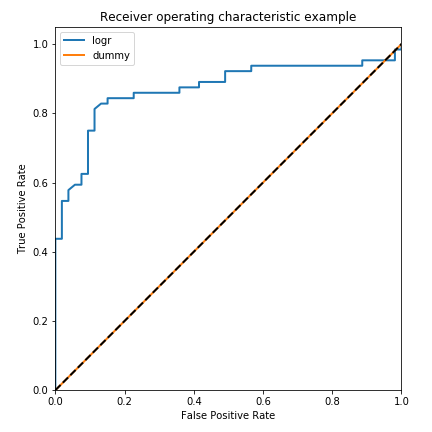 Receiver operating characteristic example
logr
dummy
1.0
0.8
0.6
0.4
0.2
0.0
True Positive Rate
0.0 0.2 0.4 0.6 0.8 1.0
False Positive Rate